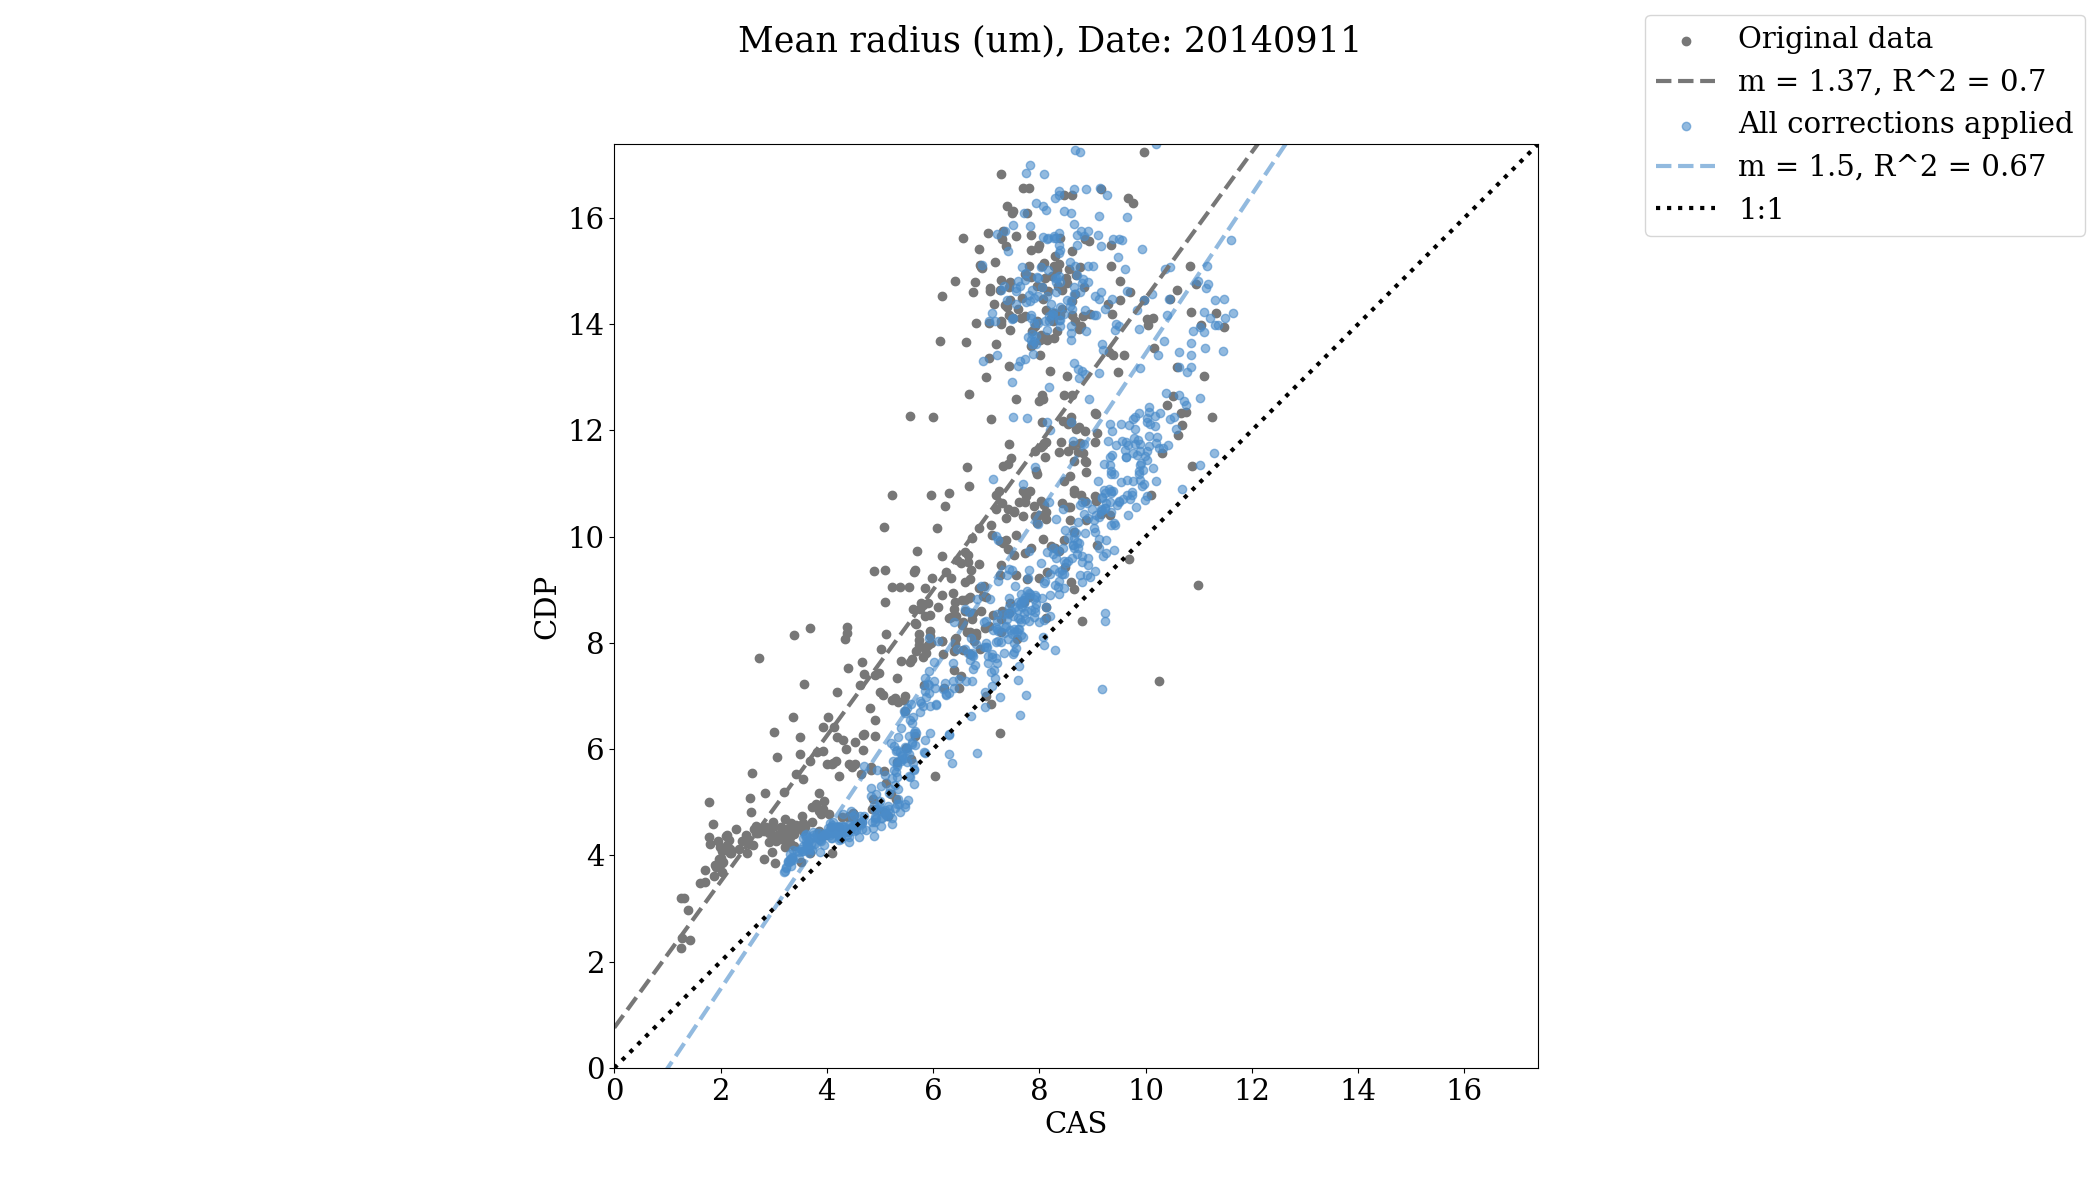 Mean radius (um), Date: 20140911
Original data
m = 1.37, R^2 = 0.7
All corrections applied
m = 1.5, R^2 = 0.67
1:1
16
14
12
10
8
6
4
2
0
CDP
0 2 4 6 8 10 12 14 16
CAS